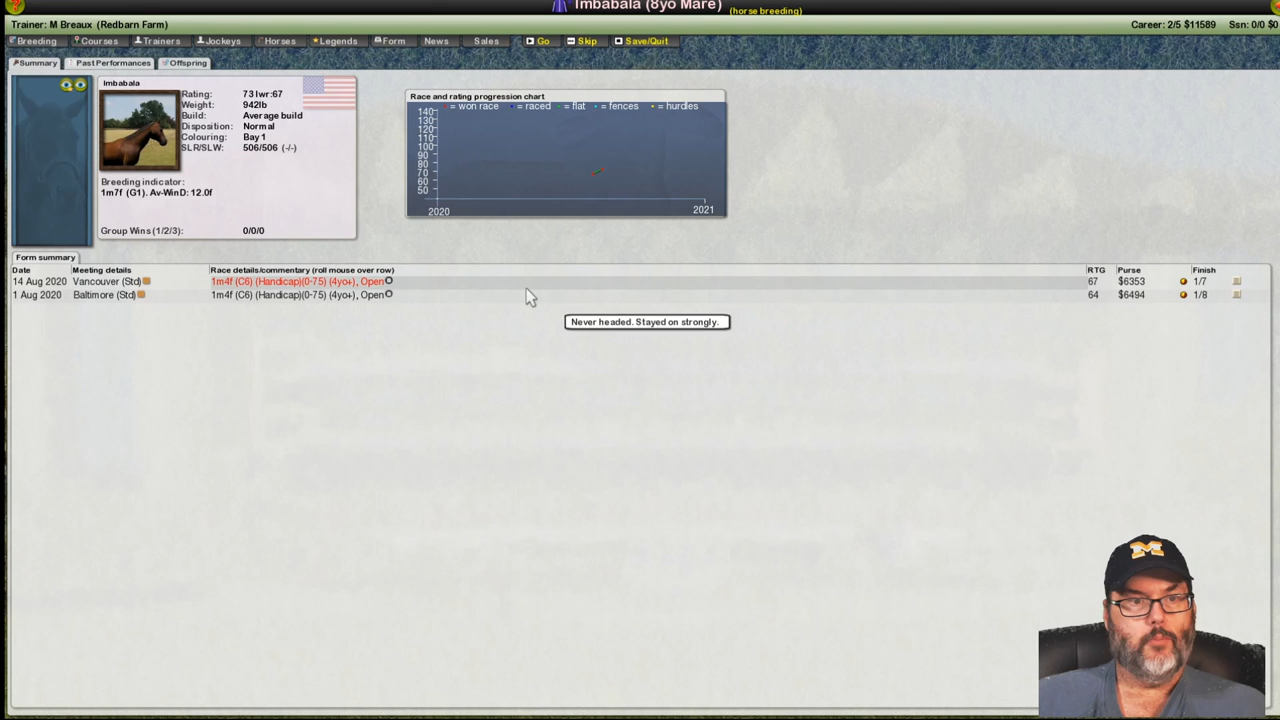 Imbabala (8yo Mare) (horse breeding)
Trainer: M Breaux (Redbarn Farm) Career: 2/5 $11589 Ssn: 0/0 $0
Breeding Courses Trainers Jockeys Horses Legends Form News Sales Go Skip Save/Quit
Summary Past Performances Offspring
Imbabala
Rating: 73 lwr:67
Weight: 942lb
Build: Average build
Disposition: Normal
Colouring: Bay 1
SLR/SLW: 506/506 (-/-)
Breeding indicator:
1m7f (G1). Av-WinD: 12.0f
Group Wins (1/2/3): 0/0/0
Race and rating progression chart
= won race = raced = flat = fences = hurdles
140
130
120
110
100
90
80
70
60
50
2020 2021
Form summary
Date Meeting details Race details/commentary (roll mouse over row) RTG Purse Finish
14 Aug 2020 Vancouver (Std) 1m4f (C6) (Handicap)(0-75) (4yo+), Open 67 $6353 1/7
1 Aug 2020 Baltimore (Std) 1m4f (C6) (Handicap)(0-75) (4yo+), Open 64 $6494 1/8
Never headed. Stayed on strongly.
M